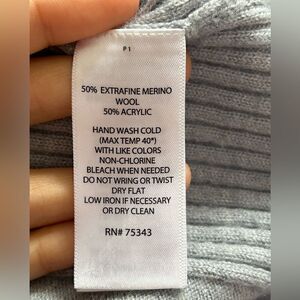 P1
50% EXTRAFINE MERINO
WOOL
50% ACRYLIC
HAND WASH COLD
(MAX TEMP 40°)
WITH LIKE COLORS
NON-CHLORINE
BLEACH WHEN NEEDED
DO NOT WRING OR TWIST
DRY FLAT
LOW IRON IF NECESSARY
OR DRY CLEAN
RN# 75343